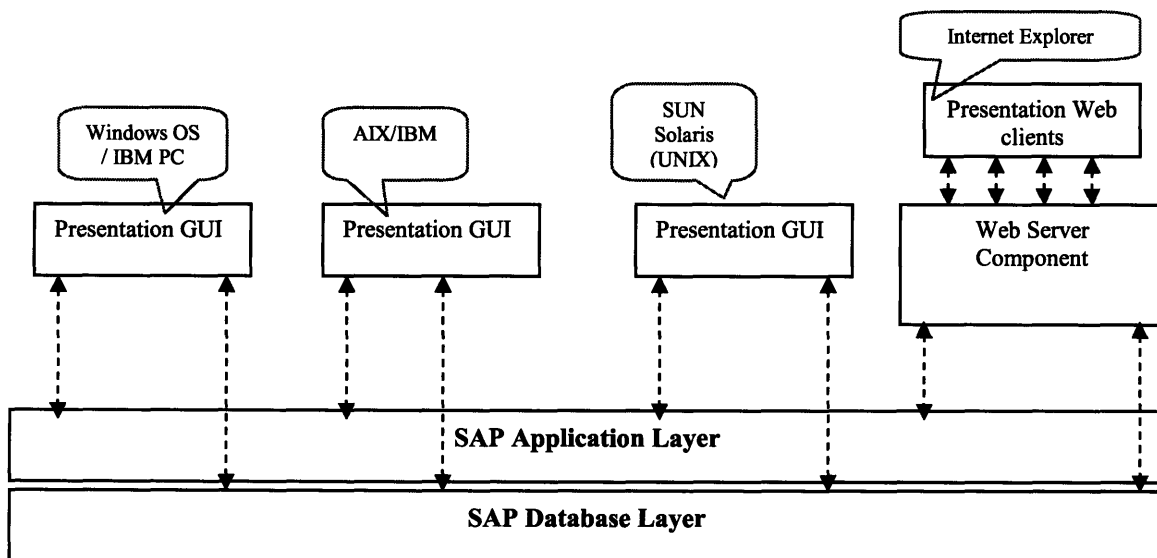 Internet Explorer
Presentation Web
clients
Windows OS
/ IBM PC
AIX/IBM
SUN
Solaris
(UNIX)
Presentation GUI
Presentation GUI
Presentation GUI
Web Server
Component
SAP Application Layer
SAP Database Layer